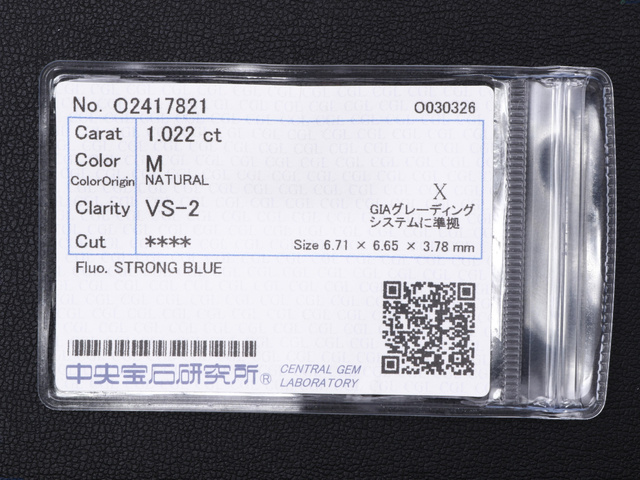 No. O2417821
O030326
Carat 1.022 ct
Color M
ColorOrigin NATURAL
Clarity VS-2
X
GIAグレーディング
システムに準拠
Cut ****
Size 6.71 × 6.65 × 3.78 mm
Fluo. STRONG BLUE
中央宝石研究所®
CENTRAL GEM
LABORATORY